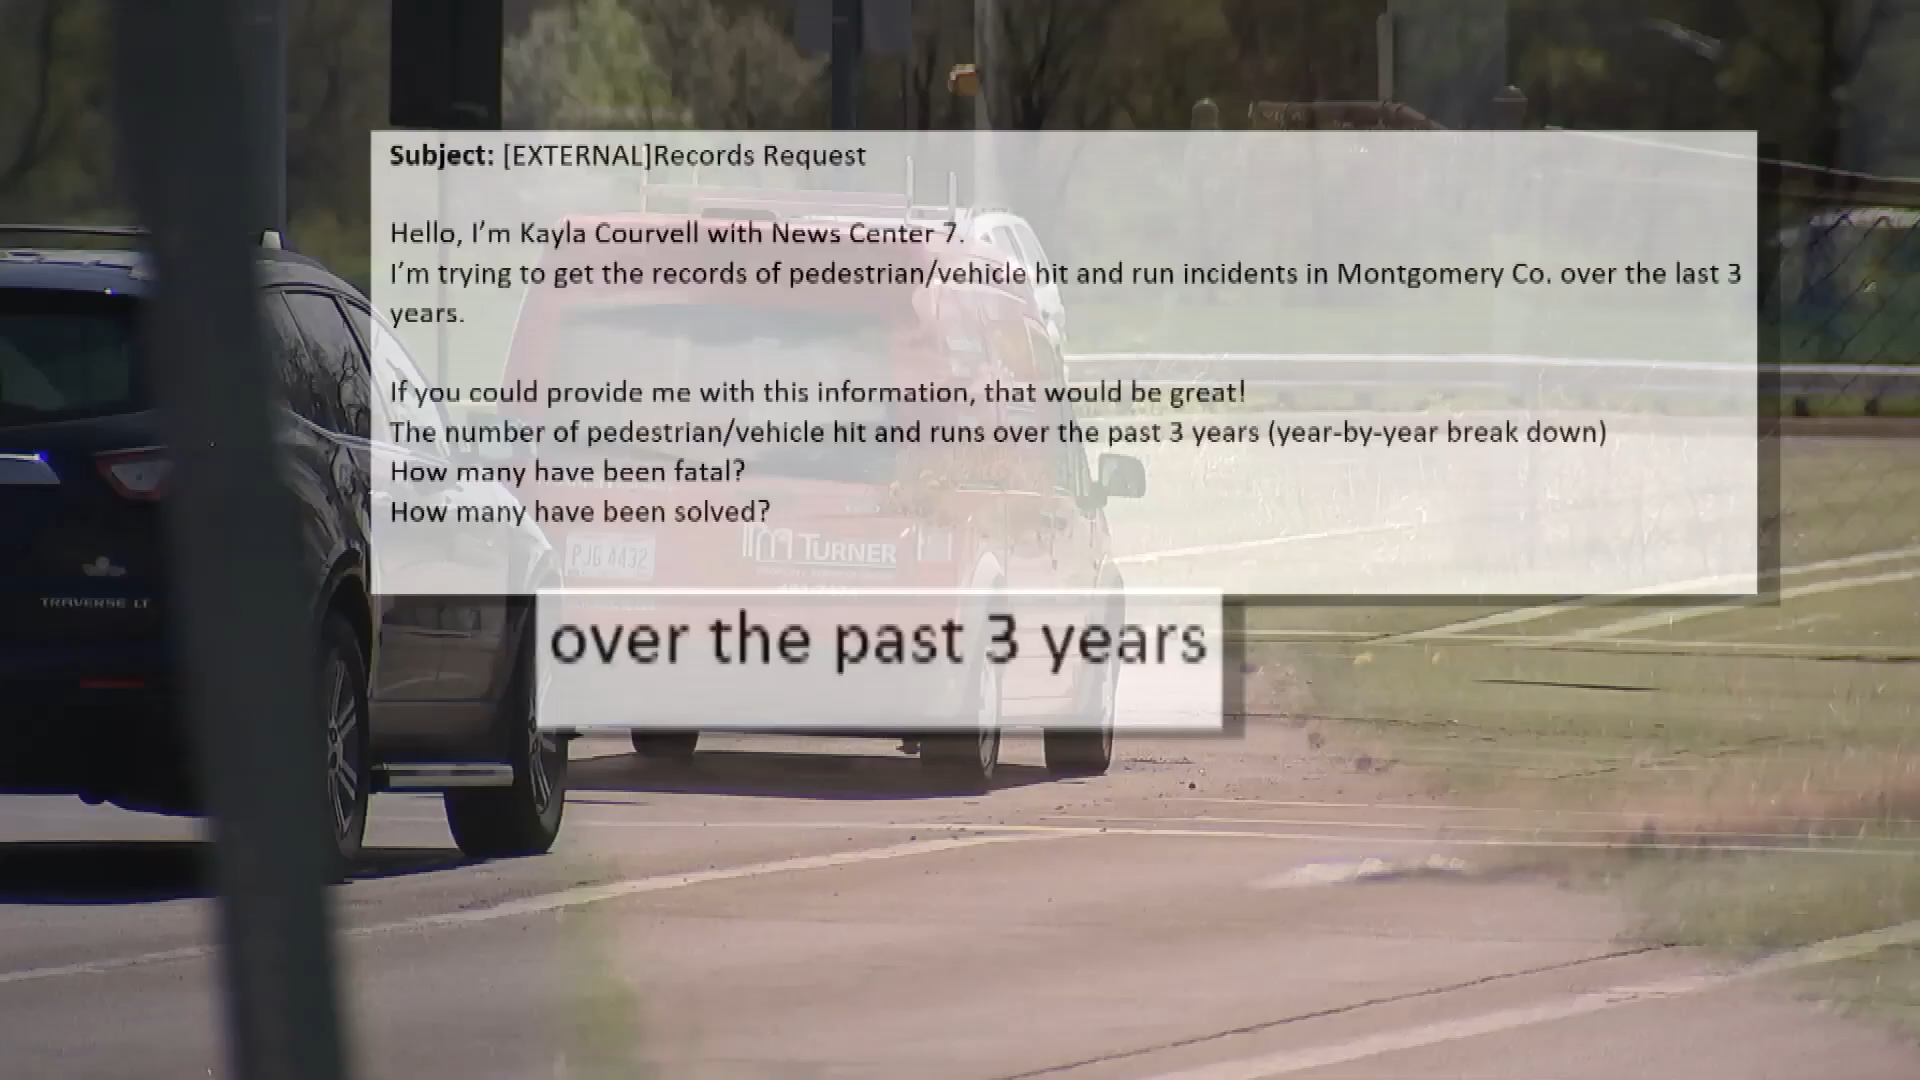 Subject: [EXTERNAL]Records Request
Hello, I'm Kayla Courvell with News Center 7.
I'm trying to get the records of pedestrian/vehicle hit and run incidents in Montgomery Co. over the last 3
years.
If you could provide me with this information, that would be great!
The number of pedestrian/vehicle hit and runs over the past 3 years (year-by-year break down)
How many have been fatal?
How many have been solved?
PJG 4432
TURNER
TRAVERSE LT
over the past 3 years